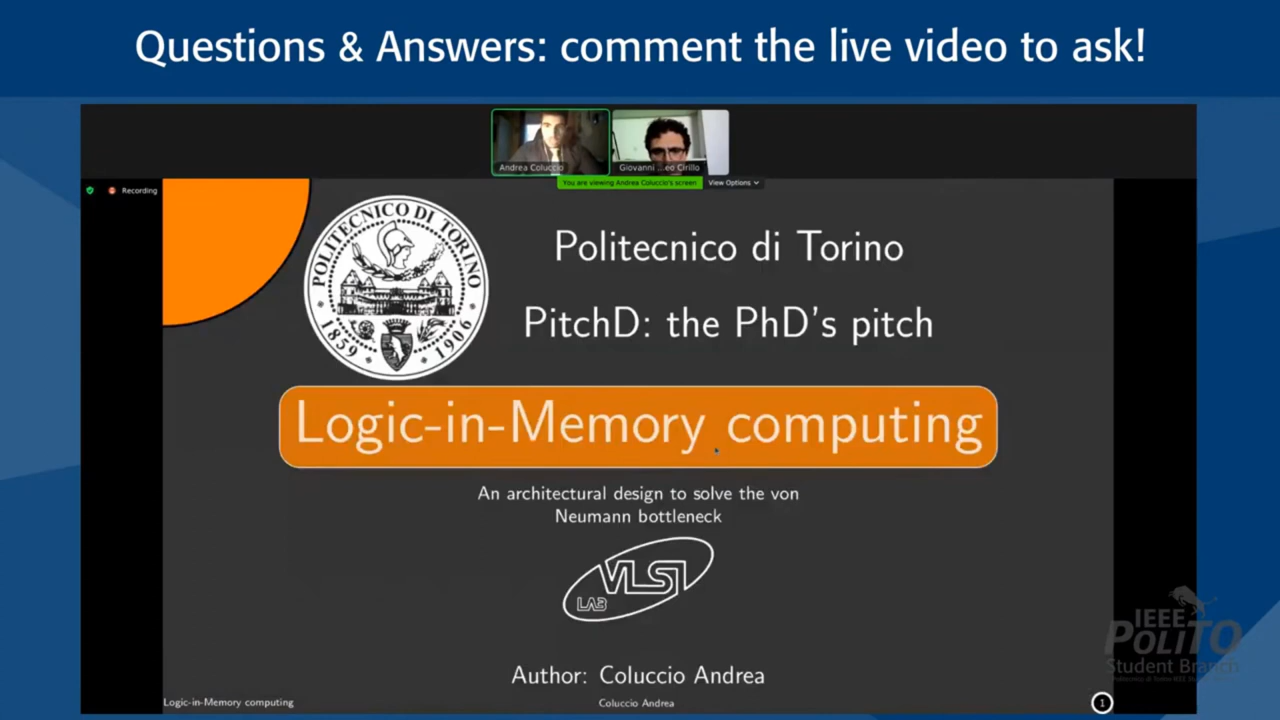 Questions & Answers: comment the live video to ask!
Andrea Coluccio
Giovanni ...eo Cirillo
You are viewing Andrea Coluccio's screen
View Options
Recording
POLITECNICO DI TORINO
1859
1906
Politecnico di Torino
PitchD: the PhD's pitch
Logic-in-Memory computing
An architectural design to solve the von
Neumann bottleneck
VLSI
LAB
Author: Coluccio Andrea
IEEE
POLITO
Student Branch
Logic-in-Memory computing
Coluccio Andrea
1